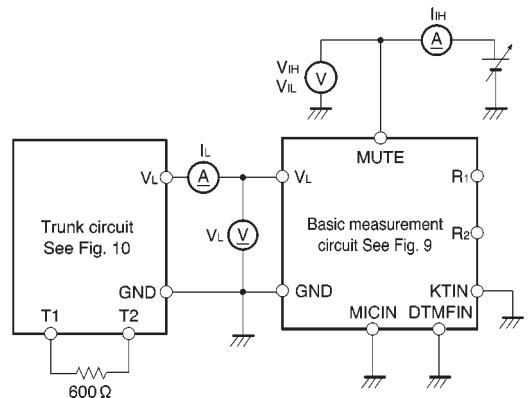 IIH
A
VIH
VIL
V
MUTE
IL
VL
A
VL
R1
Trunk circuit
See Fig. 10
VL
V
Basic measurement
circuit See Fig. 9
R2
GND
GND
KTIN
T1
T2
MICIN
DTMFIN
600Ω